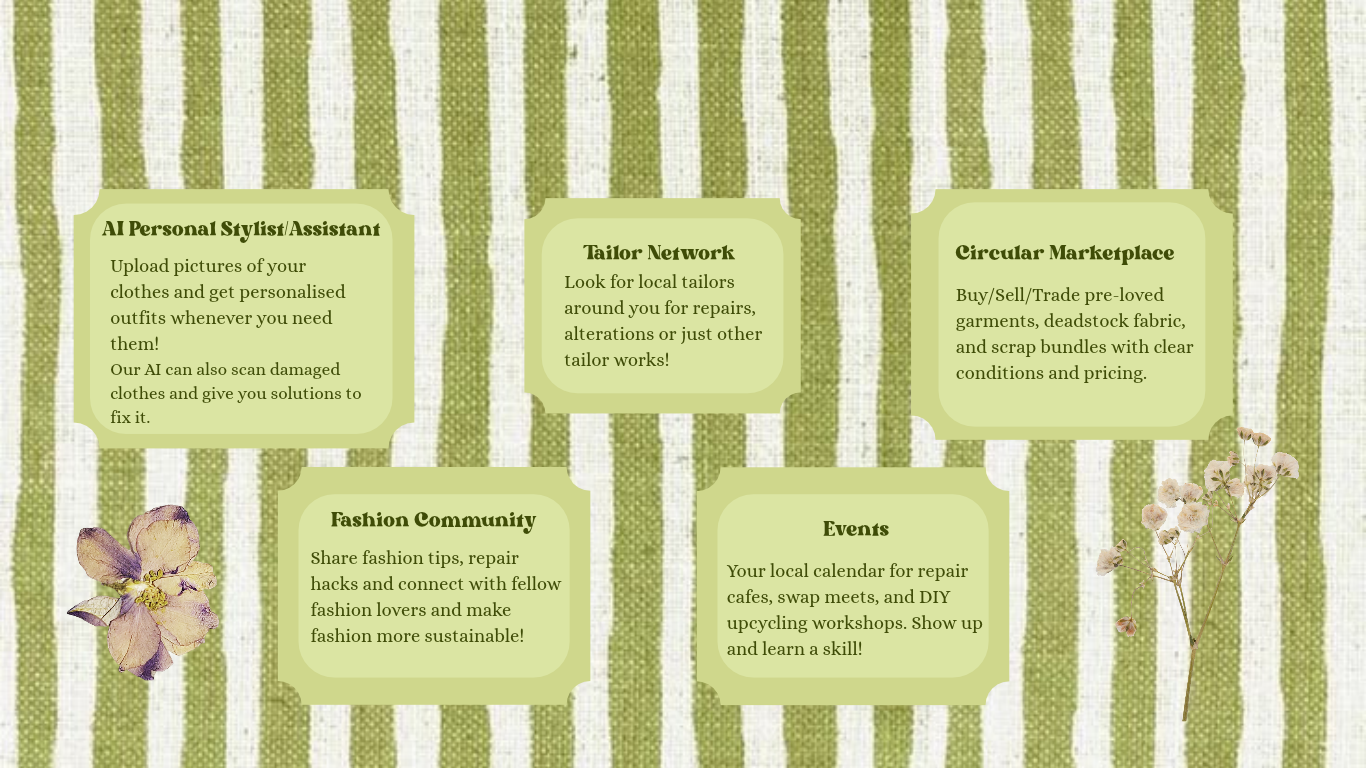 AI Personal Stylist/Assistant
Upload pictures of your
clothes and get personalised
outfits whenever you need
them!
Our AI can also scan damaged
clothes and give you solutions to
fix it.
Tailor Network
Look for local tailors
around you for repairs,
alterations or just other
tailor works!
Circular Marketplace
Buy/Sell/Trade pre-loved
garments, deadstock fabric,
and scrap bundles with clear
conditions and pricing.
Fashion Community
Share fashion tips, repair
hacks and connect with fellow
fashion lovers and make
fashion more sustainable!
Events
Your local calendar for repair
cafes, swap meets, and DIY
upcycling workshops. Show up
and learn a skill!